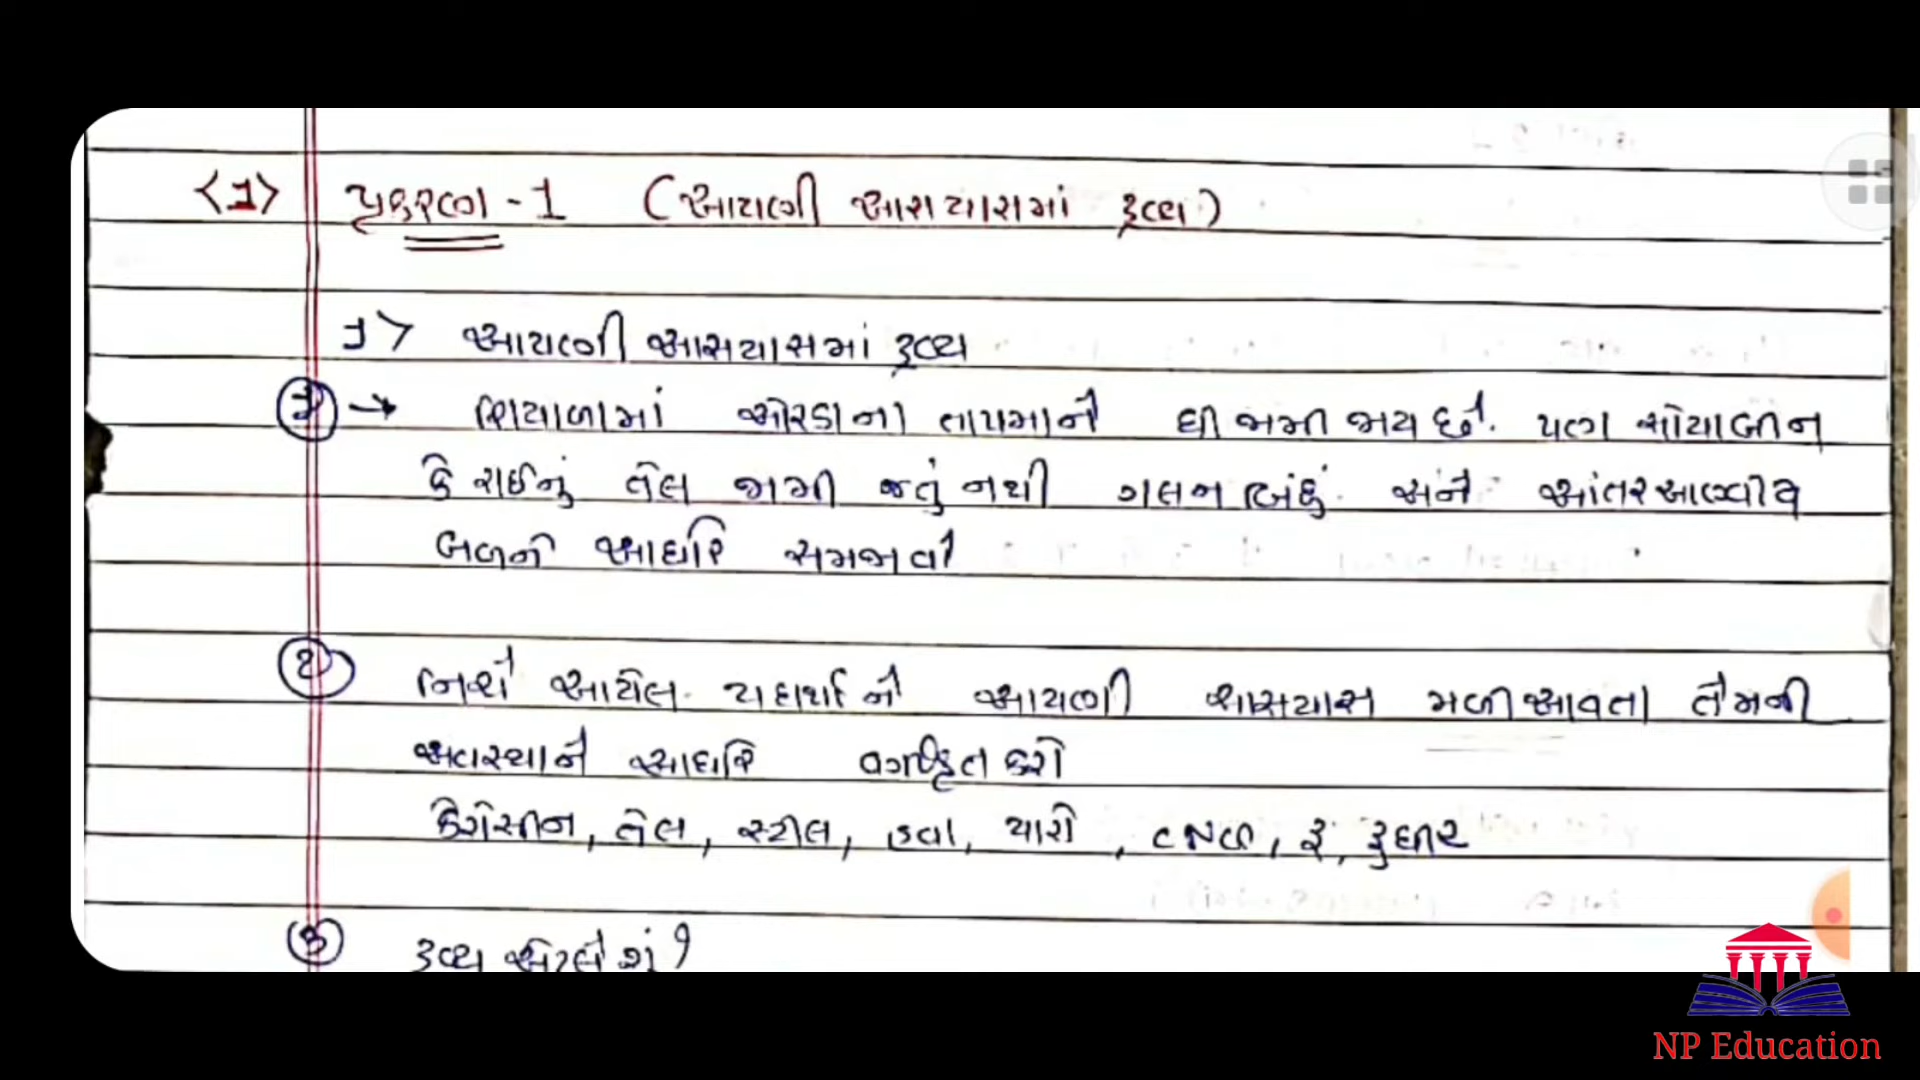 <1> પ્રકરણ - 1 (આપણી આસપાસમાં દ્રવ્ય)
1> આપણી આસપાસમાં દ્રવ્ય
① → શિયાળામાં ઓરડાના તાપમાને ઘી જામી જાય છે. પણ સોયાબીન
કે રાઈનું તેલ જામી જતું નથી ગલનબિંદુ અને આંતરઆણ્વીય
બળને આધારે સમજાવો
② નિચે આપેલ પદાર્થોને આપણી આસપાસ મળી આવતા તેમની
અવસ્થાને આધારે વર્ગીકૃત કરો
કેરોસીન, તેલ, સ્ટીલ, હવા, પારો, CNG, રૂ,
③ દ્રવ્ય એટલે શું ?
NP Education